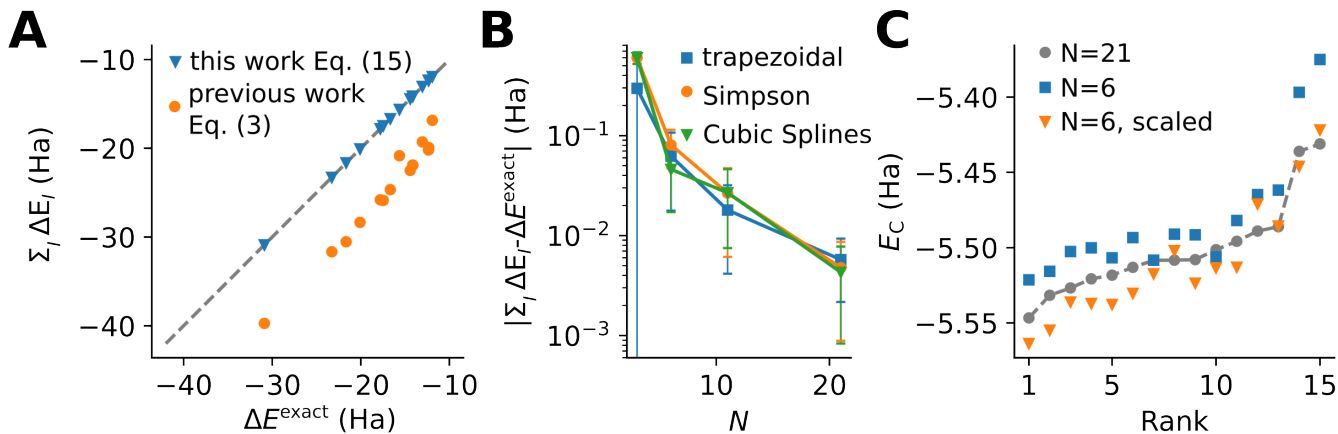 A
Σ_I ΔE_I (Ha)
−10
−20
−30
−40
this work Eq. (15)
previous work
Eq. (3)
−40 −30 −20 −10
ΔE^exact (Ha)
B
|Σ_I ΔE_I-ΔE^exact| (Ha)
10^−1
10^−2
10^−3
trapezoidal
Simpson
Cubic Splines
10 20
N
C
E_C (Ha)
−5.40
−5.45
−5.50
−5.55
N=21
N=6
N=6, scaled
1 5 10 15
Rank